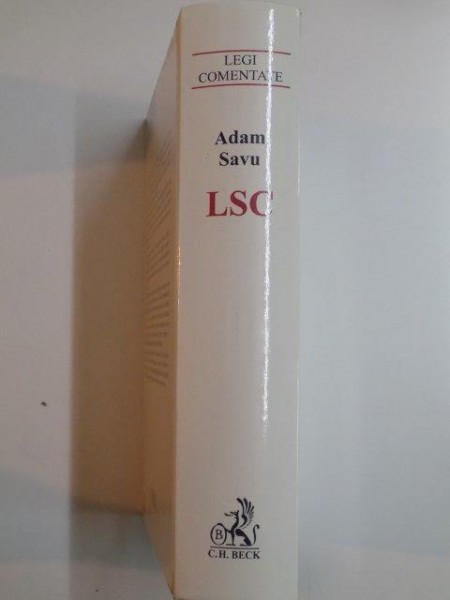 LEGI
COMENTATE
Adam
Savu
LSC
B
C.H. BECK